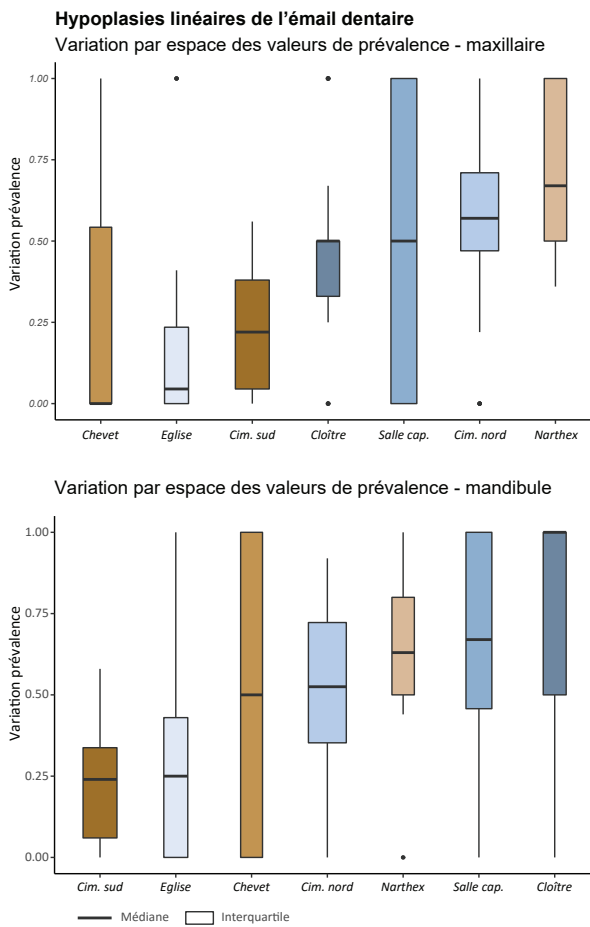 Hypoplasies linéaires de l'émail dentaire
Variation par espace des valeurs de prévalence - maxillaire
Variation prévalence
1.00
0.75
0.50
0.25
0.00
Chevet Eglise Cim. sud Cloître Salle cap. Cim. nord Narthex
Variation par espace des valeurs de prévalence - mandibule
Variation prévalence
1.00
0.75
0.50
0.25
0.00
Cim. sud Eglise Chevet Cim. nord Narthex Salle cap. Cloître
Médiane Interquartile